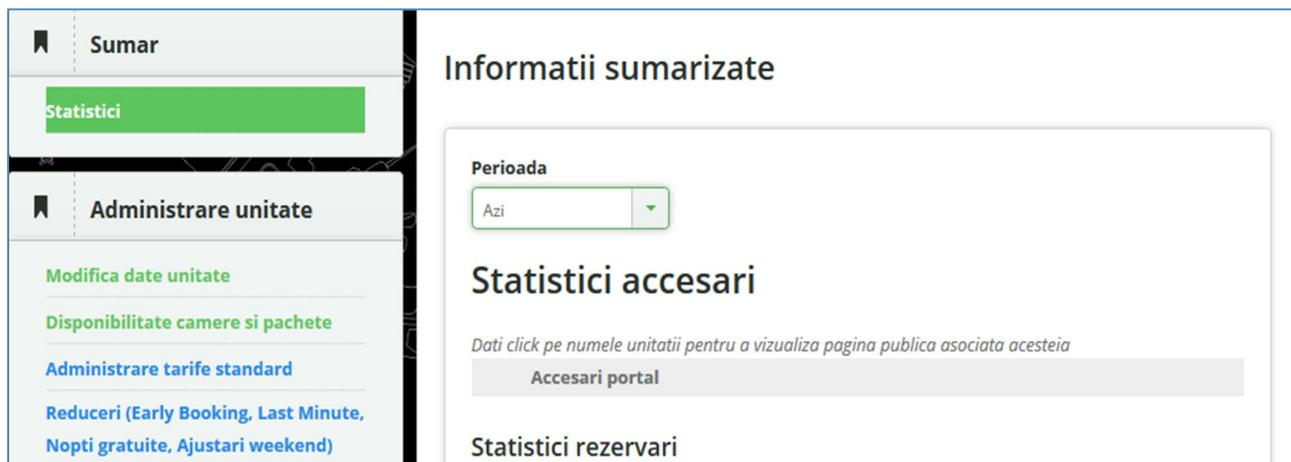 Sumar
Statistici
Administrare unitate
Modifica date unitate
Disponibilitate camere si pachete
Administrare tarife standard
Reduceri (Early Booking, Last Minute,
Nopti gratuite, Ajustari weekend)
Informatii sumarizate
Perioada
Azi
Statistici accesari
Dati click pe numele unitatii pentru a vizualiza pagina publica asociata acesteia
Accesari portal
Statistici rezervari